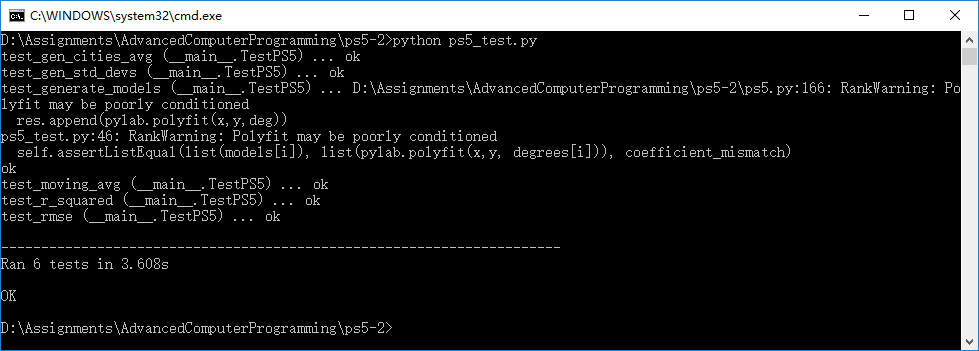 C:\WINDOWS\system32\cmd.exe
D:\Assignments\AdvancedComputerProgramming\ps5-2>python ps5_test.py
test_gen_cities_avg (__main__.TestPS5) ... ok
test_gen_std_devs (__main__.TestPS5) ... ok
test_generate_models (__main__.TestPS5) ... D:\Assignments\AdvancedComputerProgramming\ps5-2\ps5.py:166: RankWarning: Po
lyfit may be poorly conditioned
  res.append(pylab.polyfit(x,y,deg))
ps5_test.py:46: RankWarning: Polyfit may be poorly conditioned
  self.assertListEqual(list(models[i]), list(pylab.polyfit(x,y, degrees[i])), coefficient_mismatch)
ok
test_moving_avg (__main__.TestPS5) ... ok
test_r_squared (__main__.TestPS5) ... ok
test_rmse (__main__.TestPS5) ... ok
----------------------------------------------------------------------
Ran 6 tests in 3.608s
OK
D:\Assignments\AdvancedComputerProgramming\ps5-2>